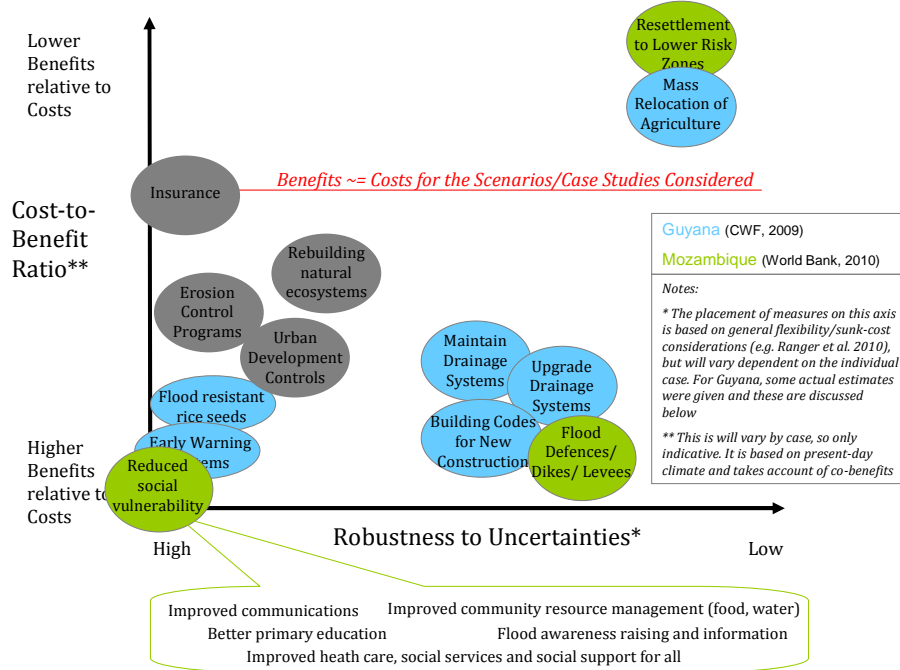 Lower
Benefits
relative to
Costs
Resettlement
to Lower Risk
Zones
Mass
Relocation of
Agriculture
Benefits ~= Costs for the Scenarios/Case Studies Considered
Insurance
Cost-to-
Benefit
Ratio**
Rebuilding
natural
ecosystems
Erosion
Control
Programs
Urban
Development
Controls
Maintain
Drainage
Systems
Upgrade
Drainage
Systems
Flood resistant
rice seeds
Building Codes
for New
Construction
Flood
Defences/
Dikes/ Levees
Early Warning
Reduced
social
vulnerability
Higher
Benefits
relative to
Costs
Guyana (CWF, 2009)
Mozambique (World Bank, 2010)
Notes:
* The placement of measures on this axis
is based on general flexibility/sunk-cost
considerations (e.g. Ranger et al. 2010),
but will vary dependent on the individual
case. For Guyana, some actual estimates
were given and these are discussed
below
** This is will vary by case, so only
indicative. It is based on present-day
climate and takes account of co-benefits
High
Robustness to Uncertainties*
Low
Improved communications
Improved community resource management (food, water)
Better primary education
Flood awareness raising and information
Improved heath care, social services and social support for all